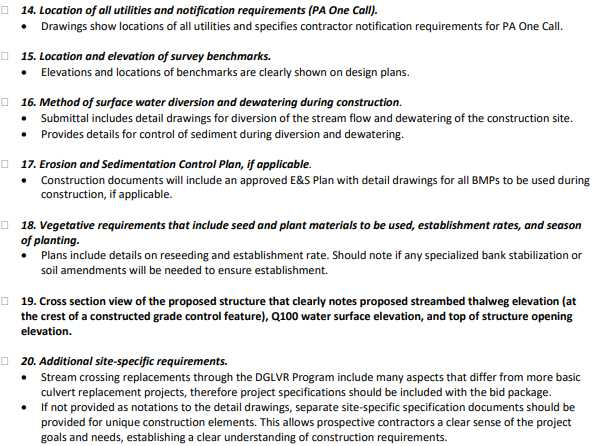 14. Location of all utilities and notification requirements (PA One Call).
• Drawings show locations of all utilities and specifies contractor notification requirements for PA One Call.
15. Location and elevation of survey benchmarks.
• Elevations and locations of benchmarks are clearly shown on design plans.
16. Method of surface water diversion and dewatering during construction.
• Submittal includes detail drawings for diversion of the stream flow and dewatering of the construction site.
• Provides details for control of sediment during diversion and dewatering.
17. Erosion and Sedimentation Control Plan, if applicable.
• Construction documents will include an approved E&S Plan with detail drawings for all BMPs to be used during
construction, if applicable.
18. Vegetative requirements that include seed and plant materials to be used, establishment rates, and season
of planting.
• Plans include details on reseeding and establishment rate. Should note if any specialized bank stabilization or
soil amendments will be needed to ensure establishment.
19. Cross section view of the proposed structure that clearly notes proposed streambed thalweg elevation (at
the crest of a constructed grade control feature), Q100 water surface elevation, and top of structure opening
elevation.
20. Additional site-specific requirements.
• Stream crossing replacements through the DGLVR Program include many aspects that differ from more basic
culvert replacement projects, therefore project specifications should be included with the bid package.
• If not provided as notations to the detail drawings, separate site-specific specification documents should be
provided for unique construction elements. This allows prospective contractors a clear sense of the project
goals and needs, establishing a clear understanding of construction requirements.